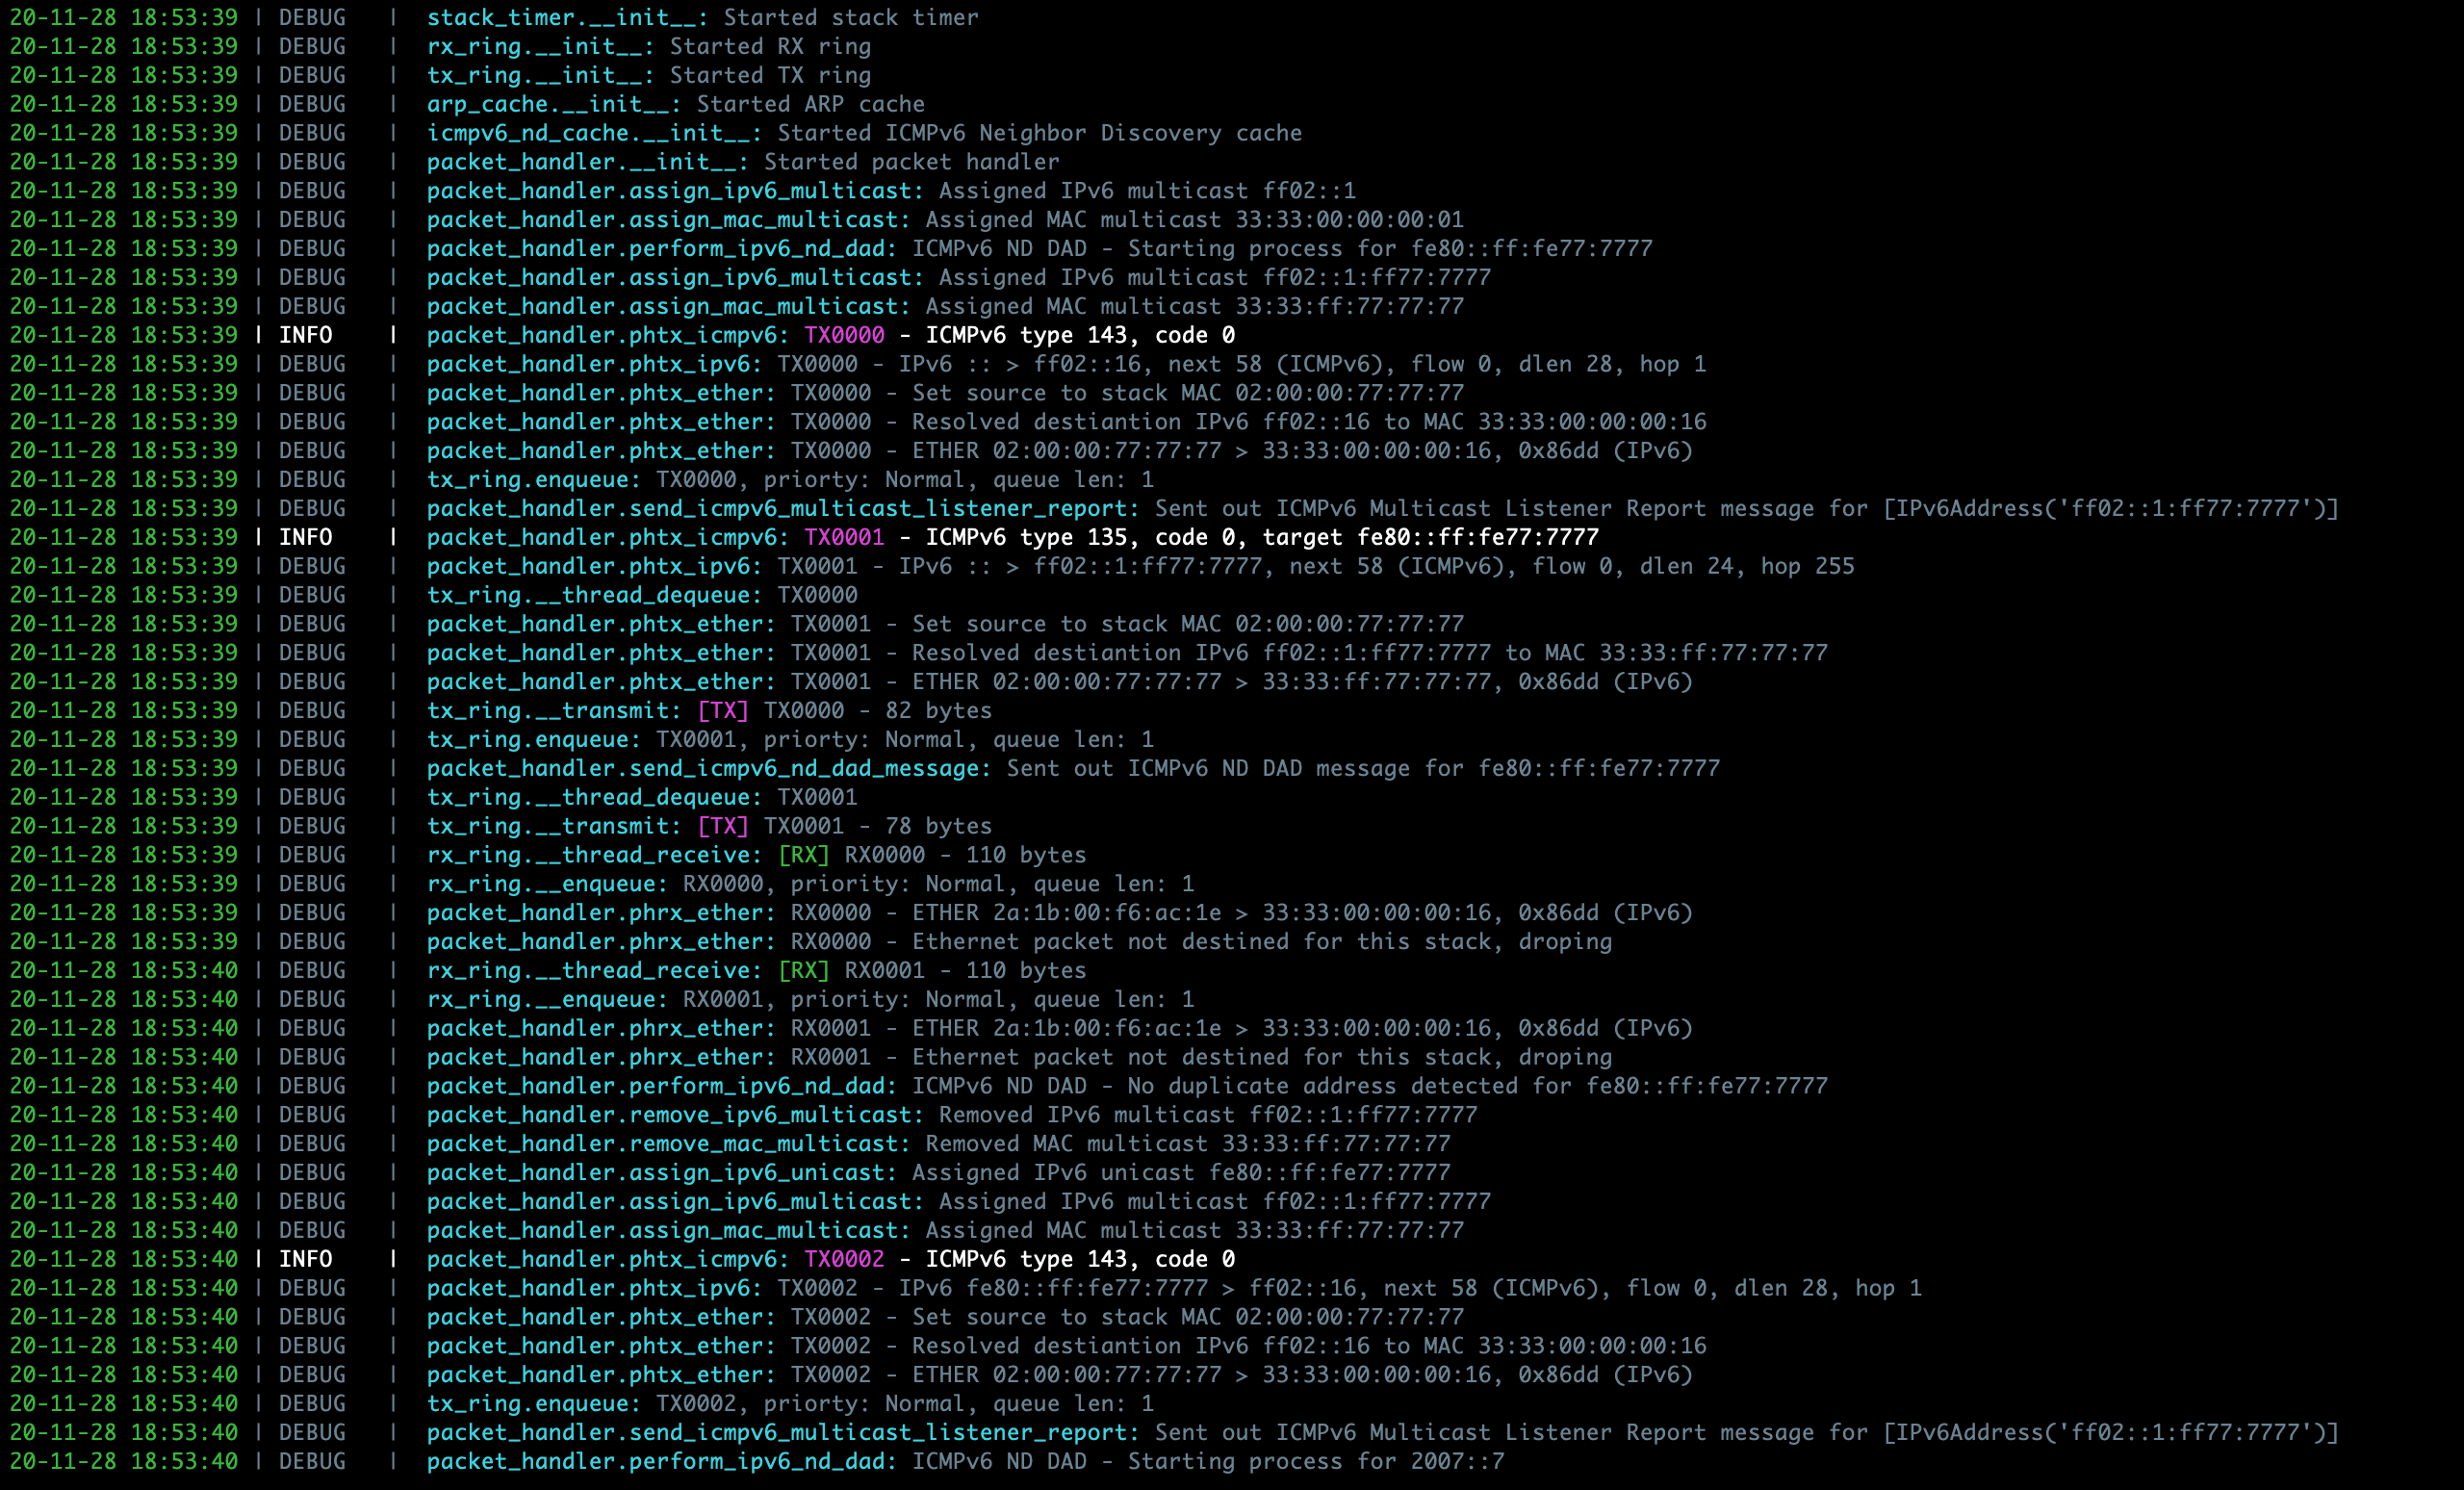 20-11-28 18:53:39 | DEBUG   |  stack_timer.__init__: Started stack timer
20-11-28 18:53:39 | DEBUG   |  rx_ring.__init__: Started RX ring
20-11-28 18:53:39 | DEBUG   |  tx_ring.__init__: Started TX ring
20-11-28 18:53:39 | DEBUG   |  arp_cache.__init__: Started ARP cache
20-11-28 18:53:39 | DEBUG   |  icmpv6_nd_cache.__init__: Started ICMPv6 Neighbor Discovery cache
20-11-28 18:53:39 | DEBUG   |  packet_handler.__init__: Started packet handler
20-11-28 18:53:39 | DEBUG   |  packet_handler.assign_ipv6_multicast: Assigned IPv6 multicast ff02::1
20-11-28 18:53:39 | DEBUG   |  packet_handler.assign_mac_multicast: Assigned MAC multicast 33:33:00:00:00:01
20-11-28 18:53:39 | DEBUG   |  packet_handler.perform_ipv6_nd_dad: ICMPv6 ND DAD - Starting process for fe80::ff:fe77:7777
20-11-28 18:53:39 | DEBUG   |  packet_handler.assign_ipv6_multicast: Assigned IPv6 multicast ff02::1:ff77:7777
20-11-28 18:53:39 | DEBUG   |  packet_handler.assign_mac_multicast: Assigned MAC multicast 33:33:ff:77:77:77
20-11-28 18:53:39 | INFO    |  packet_handler.phtx_icmpv6: TX0000 - ICMPv6 type 143, code 0
20-11-28 18:53:39 | DEBUG   |  packet_handler.phtx_ipv6: TX0000 - IPv6 :: > ff02::16, next 58 (ICMPv6), flow 0, dlen 28, hop 1
20-11-28 18:53:39 | DEBUG   |  packet_handler.phtx_ether: TX0000 - Set source to stack MAC 02:00:00:77:77:77
20-11-28 18:53:39 | DEBUG   |  packet_handler.phtx_ether: TX0000 - Resolved destiantion IPv6 ff02::16 to MAC 33:33:00:00:00:16
20-11-28 18:53:39 | DEBUG   |  packet_handler.phtx_ether: TX0000 - ETHER 02:00:00:77:77:77 > 33:33:00:00:00:16, 0x86dd (IPv6)
20-11-28 18:53:39 | DEBUG   |  tx_ring.enqueue: TX0000, priorty: Normal, queue len: 1
20-11-28 18:53:39 | DEBUG   |  packet_handler.send_icmpv6_multicast_listener_report: Sent out ICMPv6 Multicast Listener Report message for [IPv6Address('ff02::1:ff77:7777')]
20-11-28 18:53:39 | INFO    |  packet_handler.phtx_icmpv6: TX0001 - ICMPv6 type 135, code 0, target fe80::ff:fe77:7777
20-11-28 18:53:39 | DEBUG   |  packet_handler.phtx_ipv6: TX0001 - IPv6 :: > ff02::1:ff77:7777, next 58 (ICMPv6), flow 0, dlen 24, hop 255
20-11-28 18:53:39 | DEBUG   |  tx_ring.__thread_dequeue: TX0000
20-11-28 18:53:39 | DEBUG   |  packet_handler.phtx_ether: TX0001 - Set source to stack MAC 02:00:00:77:77:77
20-11-28 18:53:39 | DEBUG   |  packet_handler.phtx_ether: TX0001 - Resolved destiantion IPv6 ff02::1:ff77:7777 to MAC 33:33:ff:77:77:77
20-11-28 18:53:39 | DEBUG   |  packet_handler.phtx_ether: TX0001 - ETHER 02:00:00:77:77:77 > 33:33:ff:77:77:77, 0x86dd (IPv6)
20-11-28 18:53:39 | DEBUG   |  tx_ring.__transmit: [TX] TX0000 - 82 bytes
20-11-28 18:53:39 | DEBUG   |  tx_ring.enqueue: TX0001, priorty: Normal, queue len: 1
20-11-28 18:53:39 | DEBUG   |  packet_handler.send_icmpv6_nd_dad_message: Sent out ICMPv6 ND DAD message for fe80::ff:fe77:7777
20-11-28 18:53:39 | DEBUG   |  tx_ring.__thread_dequeue: TX0001
20-11-28 18:53:39 | DEBUG   |  tx_ring.__transmit: [TX] TX0001 - 78 bytes
20-11-28 18:53:39 | DEBUG   |  rx_ring.__thread_receive: [RX] RX0000 - 110 bytes
20-11-28 18:53:39 | DEBUG   |  rx_ring.__enqueue: RX0000, priority: Normal, queue len: 1
20-11-28 18:53:39 | DEBUG   |  packet_handler.phrx_ether: RX0000 - ETHER 2a:1b:00:f6:ac:1e > 33:33:00:00:00:16, 0x86dd (IPv6)
20-11-28 18:53:39 | DEBUG   |  packet_handler.phrx_ether: RX0000 - Ethernet packet not destined for this stack, droping
20-11-28 18:53:40 | DEBUG   |  rx_ring.__thread_receive: [RX] RX0001 - 110 bytes
20-11-28 18:53:40 | DEBUG   |  rx_ring.__enqueue: RX0001, priority: Normal, queue len: 1
20-11-28 18:53:40 | DEBUG   |  packet_handler.phrx_ether: RX0001 - ETHER 2a:1b:00:f6:ac:1e > 33:33:00:00:00:16, 0x86dd (IPv6)
20-11-28 18:53:40 | DEBUG   |  packet_handler.phrx_ether: RX0001 - Ethernet packet not destined for this stack, droping
20-11-28 18:53:40 | DEBUG   |  packet_handler.perform_ipv6_nd_dad: ICMPv6 ND DAD - No duplicate address detected for fe80::ff:fe77:7777
20-11-28 18:53:40 | DEBUG   |  packet_handler.remove_ipv6_multicast: Removed IPv6 multicast ff02::1:ff77:7777
20-11-28 18:53:40 | DEBUG   |  packet_handler.remove_mac_multicast: Removed MAC multicast 33:33:ff:77:77:77
20-11-28 18:53:40 | DEBUG   |  packet_handler.assign_ipv6_unicast: Assigned IPv6 unicast fe80::ff:fe77:7777
20-11-28 18:53:40 | DEBUG   |  packet_handler.assign_ipv6_multicast: Assigned IPv6 multicast ff02::1:ff77:7777
20-11-28 18:53:40 | DEBUG   |  packet_handler.assign_mac_multicast: Assigned MAC multicast 33:33:ff:77:77:77
20-11-28 18:53:40 | INFO    |  packet_handler.phtx_icmpv6: TX0002 - ICMPv6 type 143, code 0
20-11-28 18:53:40 | DEBUG   |  packet_handler.phtx_ipv6: TX0002 - IPv6 fe80::ff:fe77:7777 > ff02::16, next 58 (ICMPv6), flow 0, dlen 28, hop 1
20-11-28 18:53:40 | DEBUG   |  packet_handler.phtx_ether: TX0002 - Set source to stack MAC 02:00:00:77:77:77
20-11-28 18:53:40 | DEBUG   |  packet_handler.phtx_ether: TX0002 - Resolved destiantion IPv6 ff02::16 to MAC 33:33:00:00:00:16
20-11-28 18:53:40 | DEBUG   |  packet_handler.phtx_ether: TX0002 - ETHER 02:00:00:77:77:77 > 33:33:00:00:00:16, 0x86dd (IPv6)
20-11-28 18:53:40 | DEBUG   |  tx_ring.enqueue: TX0002, priorty: Normal, queue len: 1
20-11-28 18:53:40 | DEBUG   |  packet_handler.send_icmpv6_multicast_listener_report: Sent out ICMPv6 Multicast Listener Report message for [IPv6Address('ff02::1:ff77:7777')]
20-11-28 18:53:40 | DEBUG   |  packet_handler.perform_ipv6_nd_dad: ICMPv6 ND DAD - Starting process for 2007::7